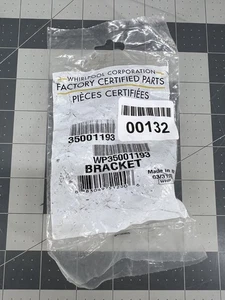 WHIRLPOOL CORPORATION
FACTORY CERTIFIED PARTS
PIÈCES CERTIFIÉES
00132
35001193
WP35001193
BRACKET
Made in